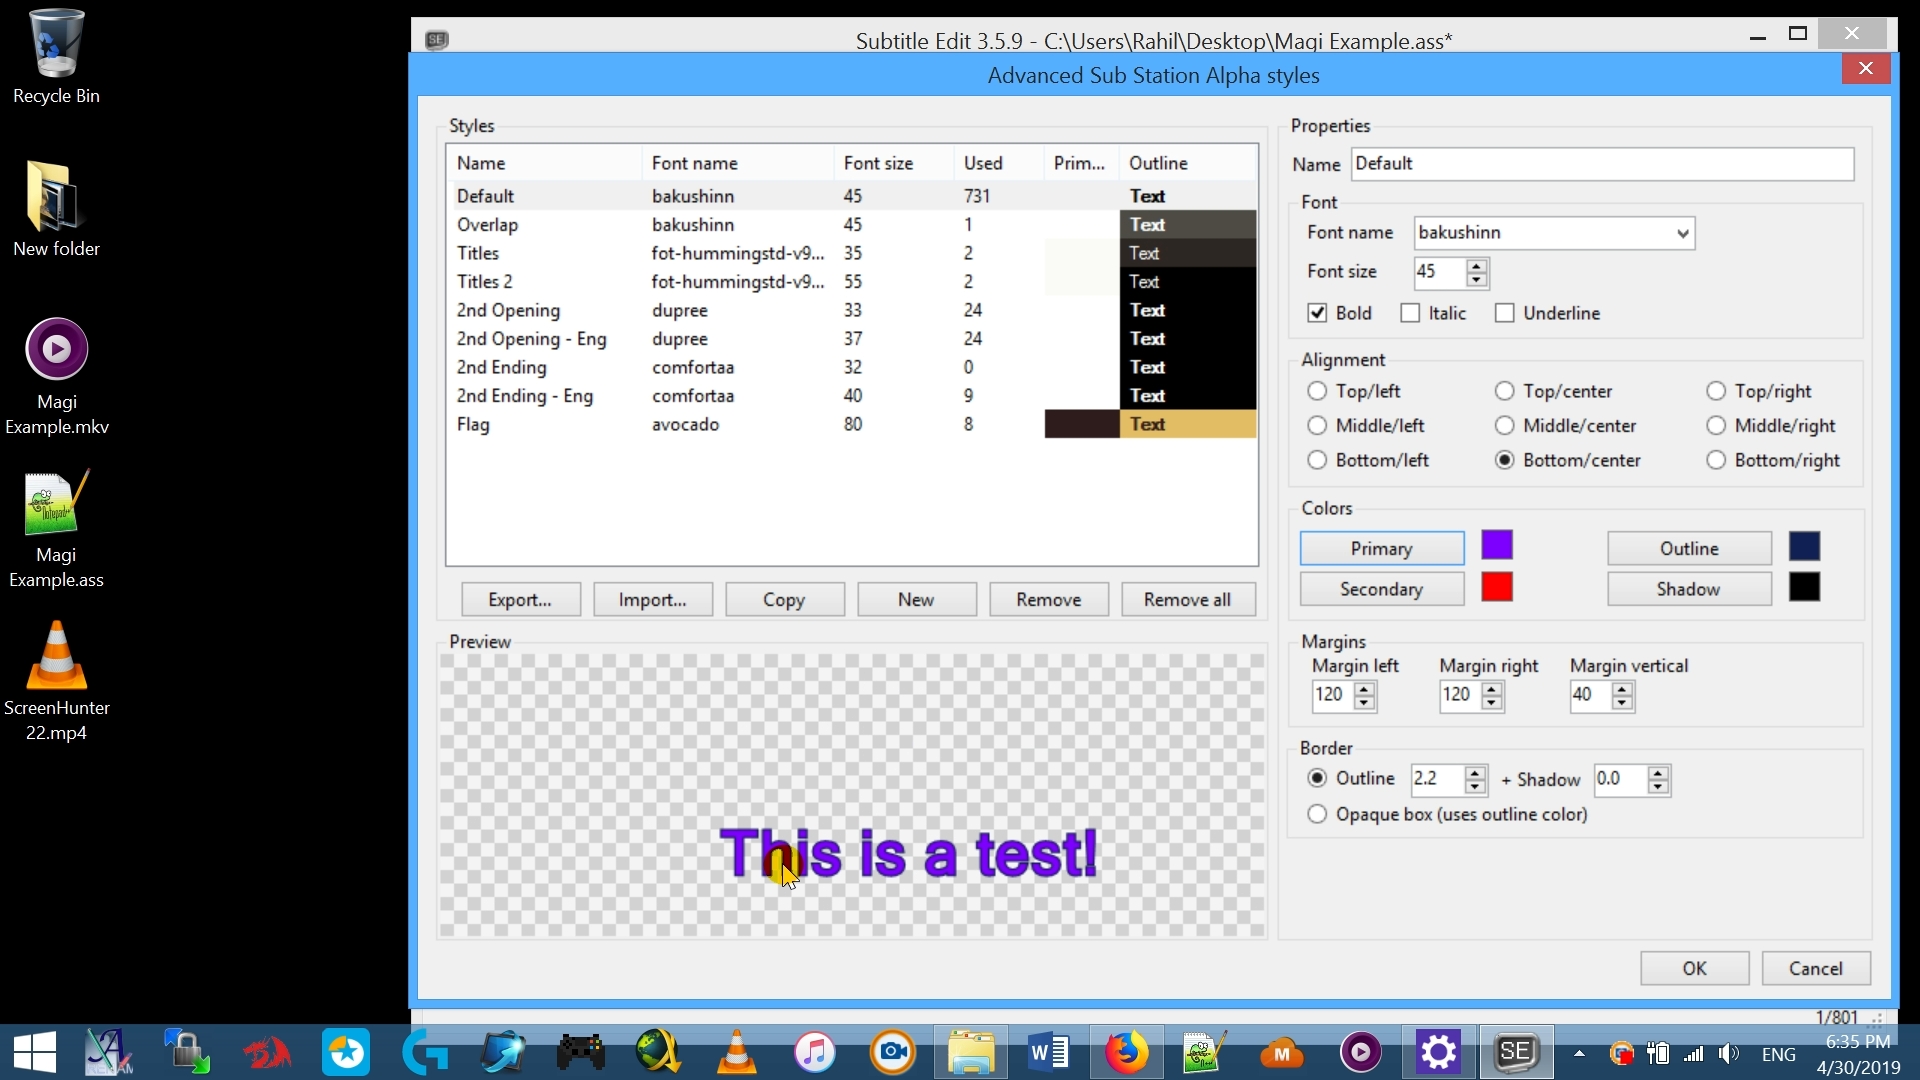 Recycle Bin
New folder
Magi
Example.mkv
Magi
Example.ass
ScreenHunter
22.mp4
SE
Subtitle Edit 3.5.9 - C:\Users\Rahil\Desktop\Magi Example.ass*
Advanced Sub Station Alpha styles
Styles
Name Font name Font size Used Prim... Outline
Default bakushinn 45 731 Text
Overlap bakushinn 45 1 Text
Titles fot-hummingstd-v9... 35 2 Text
Titles 2 fot-hummingstd-v9... 55 2 Text
2nd Opening dupree 33 24 Text
2nd Opening - Eng dupree 37 24 Text
2nd Ending comfortaa 32 0 Text
2nd Ending - Eng comfortaa 40 9 Text
Flag avocado 80 8 Text
Export... Import... Copy New Remove Remove all
Preview
This is a test!
Properties
Name Default
Font
Font name bakushinn
Font size 45
Bold Italic Underline
Alignment
Top/left Top/center Top/right
Middle/left Middle/center Middle/right
Bottom/left Bottom/center Bottom/right
Colors
Primary Outline
Secondary Shadow
Margins
Margin left Margin right Margin vertical
120 120 40
Border
Outline 2.2 + Shadow 0.0
Opaque box (uses outline color)
OK Cancel
1/801
W
M
SE
ENG
6:35 PM
4/30/2019